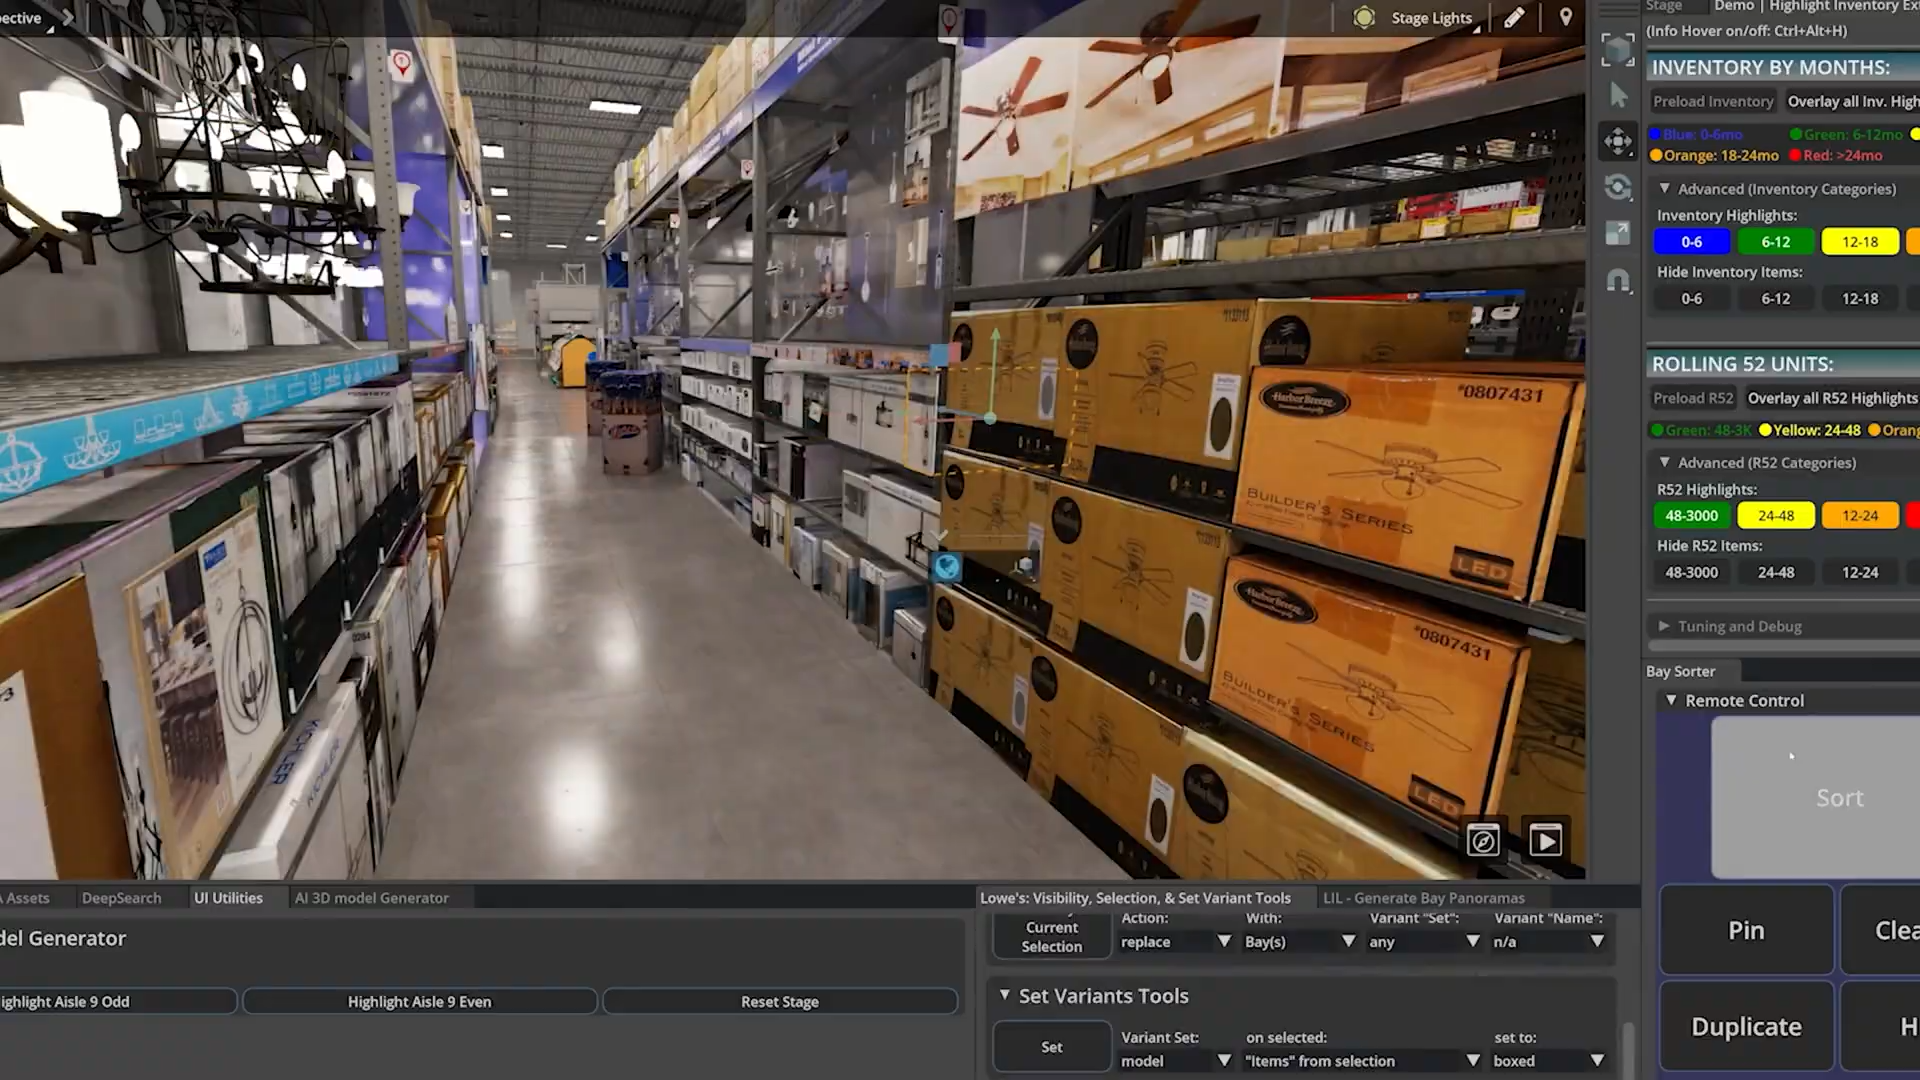 ective
Stage Lights
Stage
Demo | Highlight Inventory Ex
(Info Hover on/off: Ctrl+Alt+H)
INVENTORY BY MONTHS:
Preload Inventory
Overlay all Inv. High
Blue: 0-6mo
Green: 6-12mo
Orange: 18-24mo
Red: >24mo
Advanced (Inventory Categories)
Inventory Highlights:
0-6
6-12
12-18
Hide Inventory Items:
0-6
6-12
12-18
ROLLING 52 UNITS:
Preload R52
Overlay all R52 Highlights
Green: 48-3K
Yellow: 24-48
Orang
Advanced (R52 Categories)
R52 Highlights:
48-3000
24-48
12-24
Hide R52 Items:
48-3000
24-48
12-24
Tuning and Debug
Bay Sorter
Remote Control
Sort
Pin
Clea
Duplicate
H
#0807431
Harbor Breeze
BUILDER'S SERIES
LED
#0807431
Harbor Breeze
BUILDER'S SERIES
LED
0264
KICHLER
KICHLER
A Assets
DeepSearch
UI Utilities
AI 3D model Generator
del Generator
ighlight Aisle 9 Odd
Highlight Aisle 9 Even
Reset Stage
Lowe's: Visibility, Selection, & Set Variant Tools
LIL - Generate Bay Panoramas
Current
Selection
Action:
With:
Variant "Set":
Variant "Name":
replace
Bay(s)
any
n/a
Set Variants Tools
Set
Variant Set:
on selected:
set to:
model
"Items" from selection
boxed